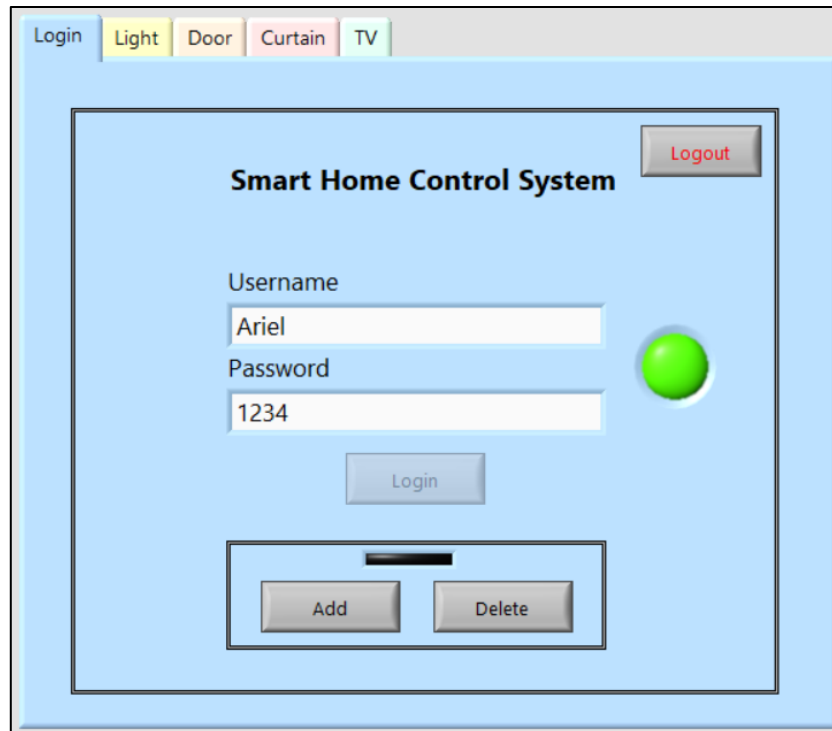 Login Light Door Curtain TV
Logout
Smart Home Control System
Username
Ariel
Password
1234
Login
Add Delete